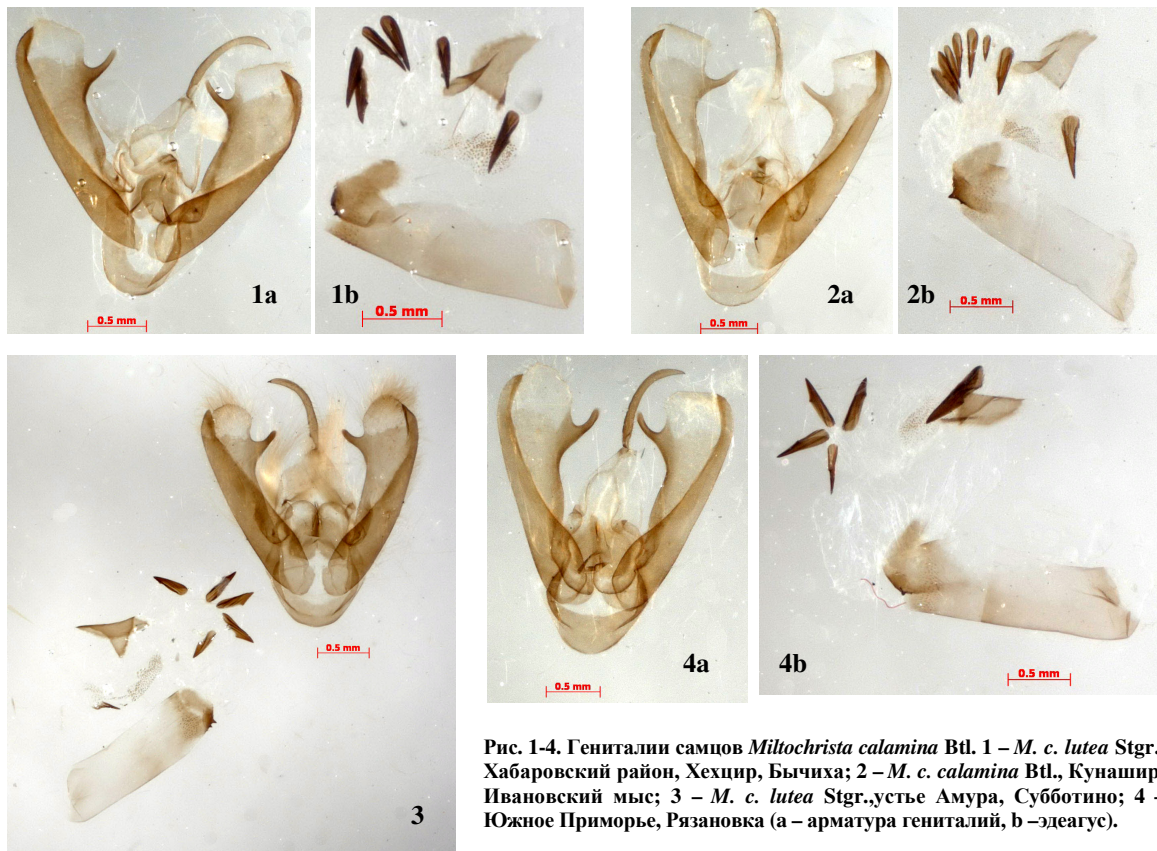 1a
0.5 mm
1b
0.5 mm
2a
0.5 mm
2b
0.5 mm
3
0.5 mm
4a
0.5 mm
4b
0.5 mm
Рис. 1-4. Гениталии самцов Miltochrista calamina Btl. 1 – M. c. lutea Stgr.
Хабаровский район, Хехцир, Бычиха; 2 – M. c. calamina Btl., Кунашир
Ивановский мыс; 3 – M. c. lutea Stgr.,устье Амура, Субботино; 4 -
Южное Приморье, Рязановка (a – арматура гениталий, b –эдеагус).